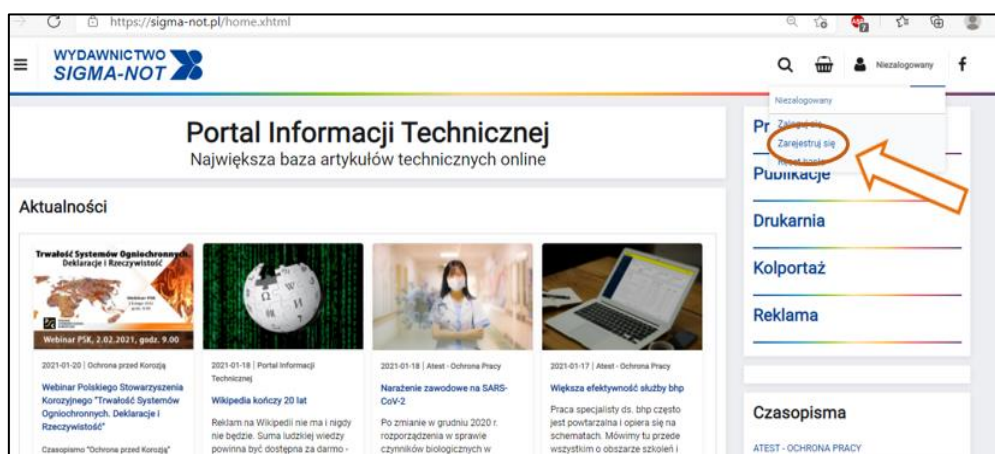 https://sigma-not.pl/home.xhtml
WYDAWNICTWO
SIGMA-NOT
Niezalogowany
f
Niezalogowany
Zaloguj się
Zarejestruj się
Reset hasła
Portal Informacji Technicznej
Największa baza artykułów technicznych online
Publikacje
Drukarnia
Kolportaż
Reklama
Aktualności
Trwałość Systemów Ogniochronnych.
Deklaracje i Rzeczywistość
Webinar PSK, 2.02.2021, godz. 9.00
2021-01-20 | Ochrona przed Korozją
Webinar Polskiego Stowarzyszenia
Korozyjnego "Trwałość Systemów
Ogniochronnych. Deklaracje i
Rzeczywistość"
Czasopismo "Ochrona przed Korozją"
2021-01-18 | Portal Informacji
Technicznej
Wikipedia kończy 20 lat
Reklam na Wikipedii nie ma i nigdy
nie będzie. Suma ludzkiej wiedzy
powinna być dostępna za darmo -
2021-01-18 | Atest - Ochrona Pracy
Narażenie zawodowe na SARS-
CoV-2
Po zmianie w grudniu 2020 r.
rozporządzenia w sprawie
czynników biologicznych w
2021-01-17 | Atest - Ochrona Pracy
Większa efektywność służby bhp
Praca specjalisty ds. bhp często
jest powtarzalna i opiera się na
schematach. Mówimy tu przede
wszystkim o obszarze szkoleń i
Czasopisma
ATEST - OCHRONA PRACY